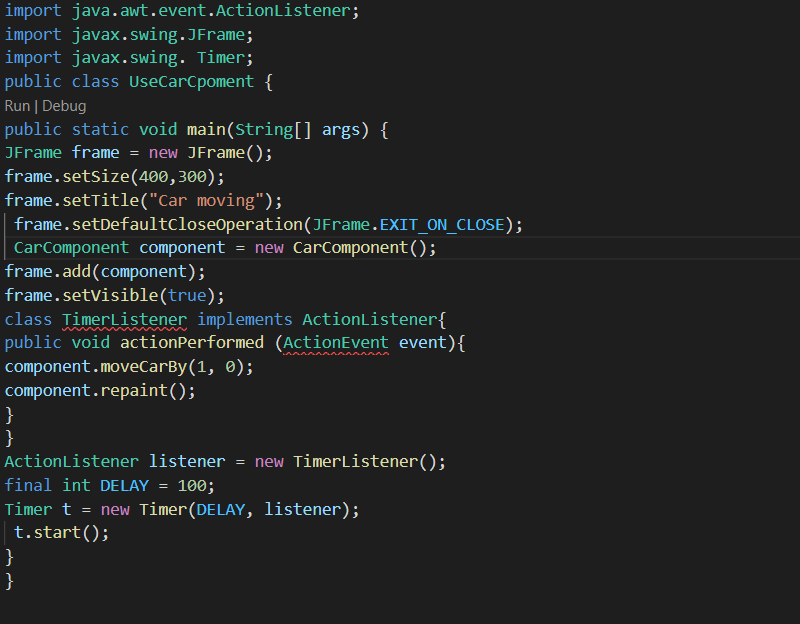 import java.awt.event.ActionListener;
import javax.swing.JFrame;
import javax.swing. Timer;
public class UseCarCpoment {
Run | Debug
public static void main(String[] args) {
JFrame frame = new JFrame();
frame.setSize(400,300);
frame.setTitle("Car moving");
frame.setDefaultCloseOperation(JFrame.EXIT_ON_CLOSE);
CarComponent component = new CarComponent();
frame.add(component);
frame.setVisible(true);
class TimerListener implements ActionListener{
public void actionPerformed (ActionEvent event){
component.moveCarBy(1, 0);
component.repaint();
}
}
ActionListener listener = new TimerListener();
final int DELAY = 100;
Timer t = new Timer(DELAY, listener);
t.start();
}
}